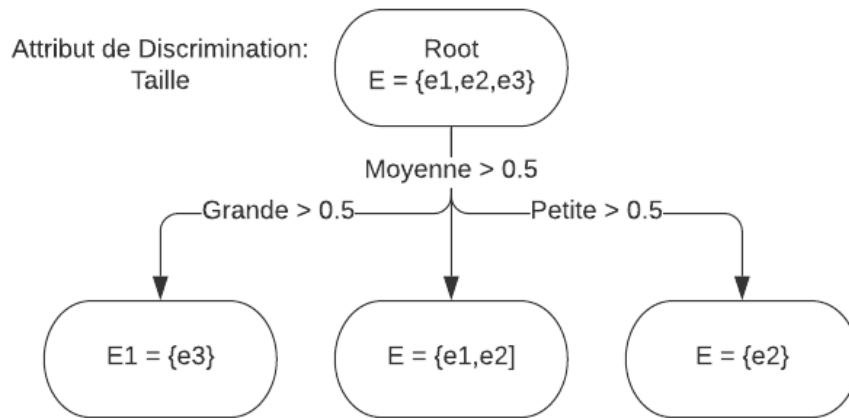 Attribut de Discrimination:
Taille
Root
E = {e1,e2,e3}
Moyenne > 0.5
Grande > 0.5
Petite > 0.5
E1 = {e3}
E = {e1,e2]
E = {e2}